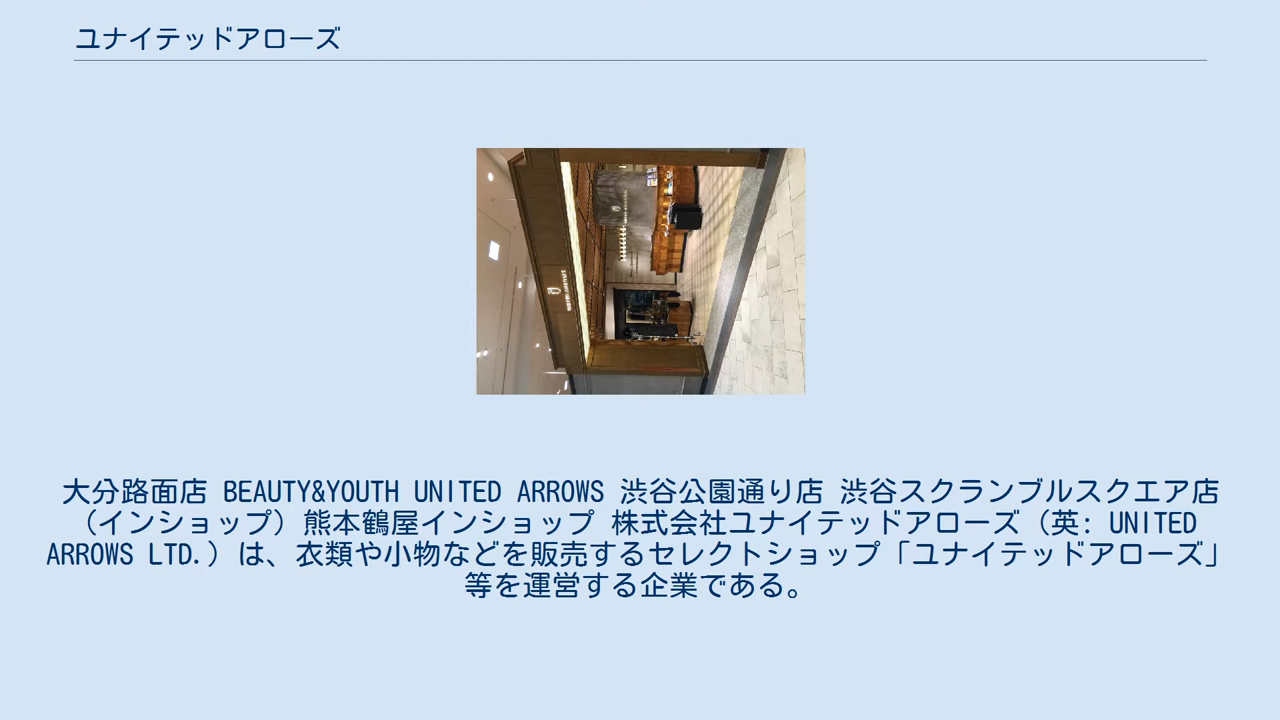 ユナイテッドアローズ
大分路面店 BEAUTY&YOUTH UNITED ARROWS 渋谷公園通り店 渋谷スクランブルスクエア店
（インショップ）熊本鶴屋インショップ 株式会社ユナイテッドアローズ（英: UNITED
ARROWS LTD.）は、衣類や小物などを販売するセレクトショップ「ユナイテッドアローズ」
等を運営する企業である。